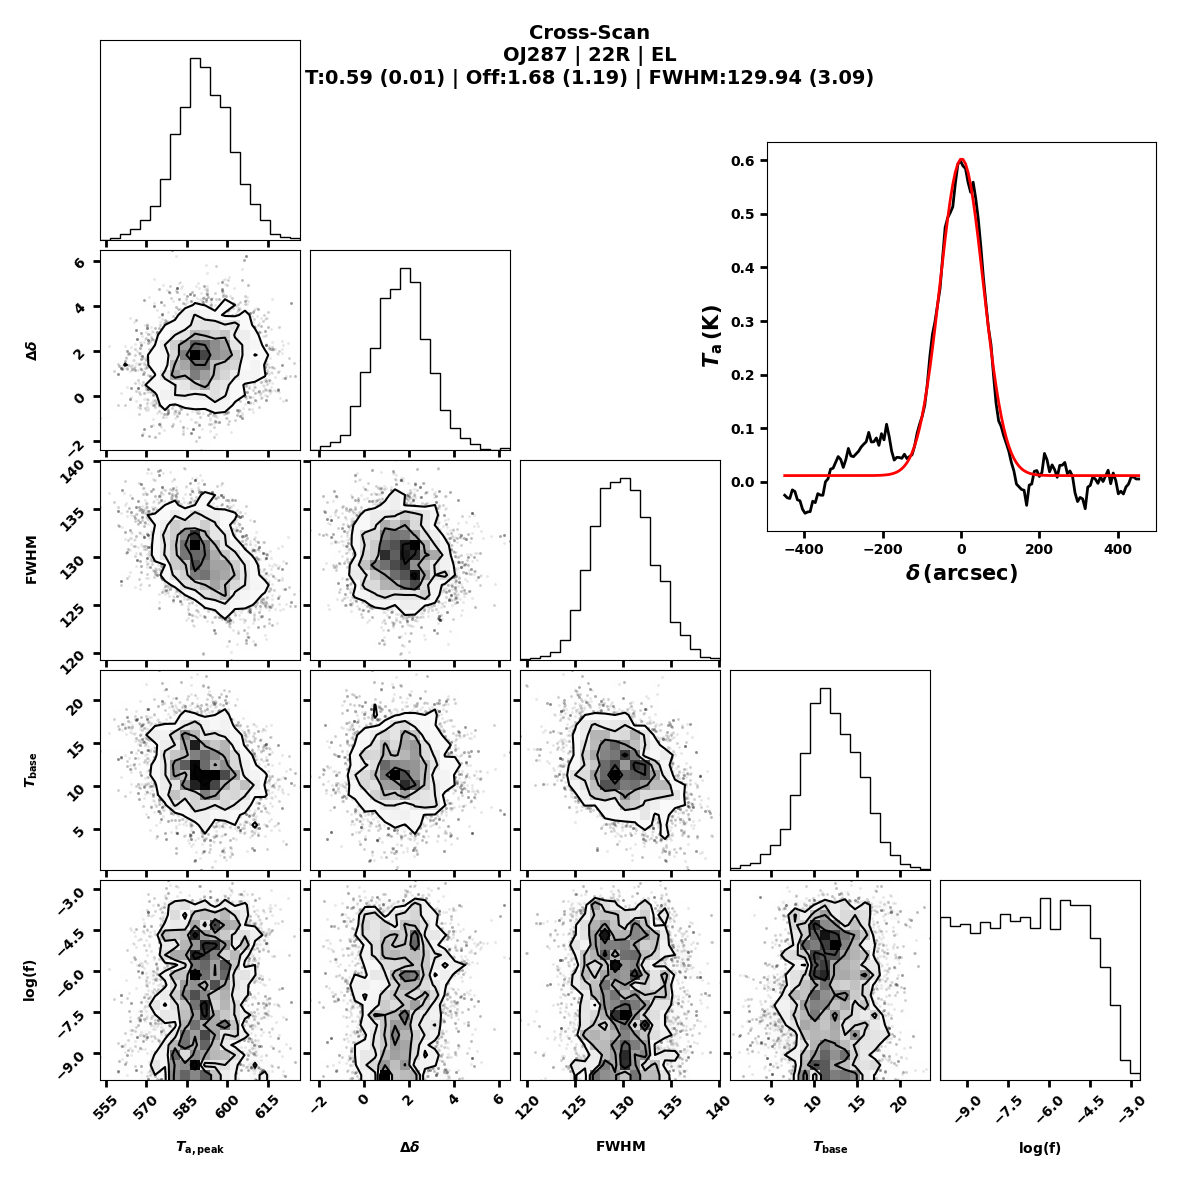 Cross-Scan
OJ287 | 22R | EL
T:0.59 (0.01) | Off:1.68 (1.19) | FWHM:129.94 (3.09)
0.6
0.5
0.4
0.3
0.2
0.1
0.0
Tₐ (K)
−400 −200 0 200 400
δ (arcsec)
6
4
2
0
−2
Δδ
140
135
130
125
120
FWHM
20
15
10
5
T_base
−3.0
−4.5
−6.0
−7.5
−9.0
log(f)
555 570 585 600 615
−2 0 2 4 6
120 125 130 135 140
5 10 15 20
−9.0 −7.5 −6.0 −4.5 −3.0
T_a,peak Δδ FWHM T_base log(f)